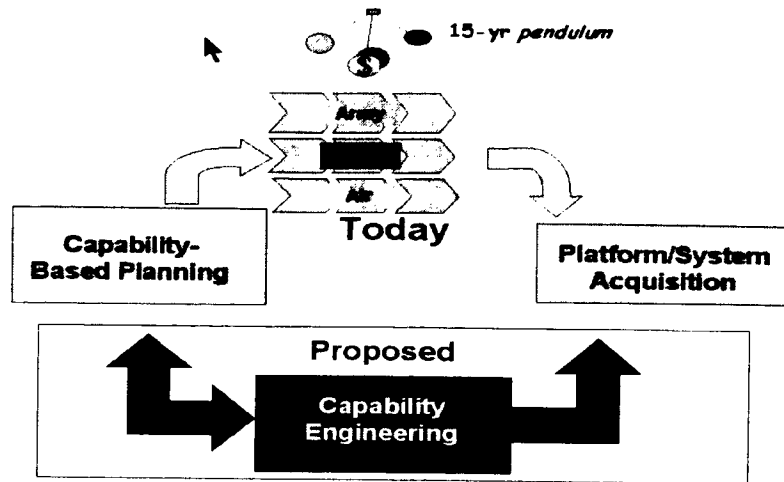 15-yr pendulum
$
Army
Air
Today
Capability-
Based Planning
Platform/System
Acquisition
Proposed
Capability
Engineering